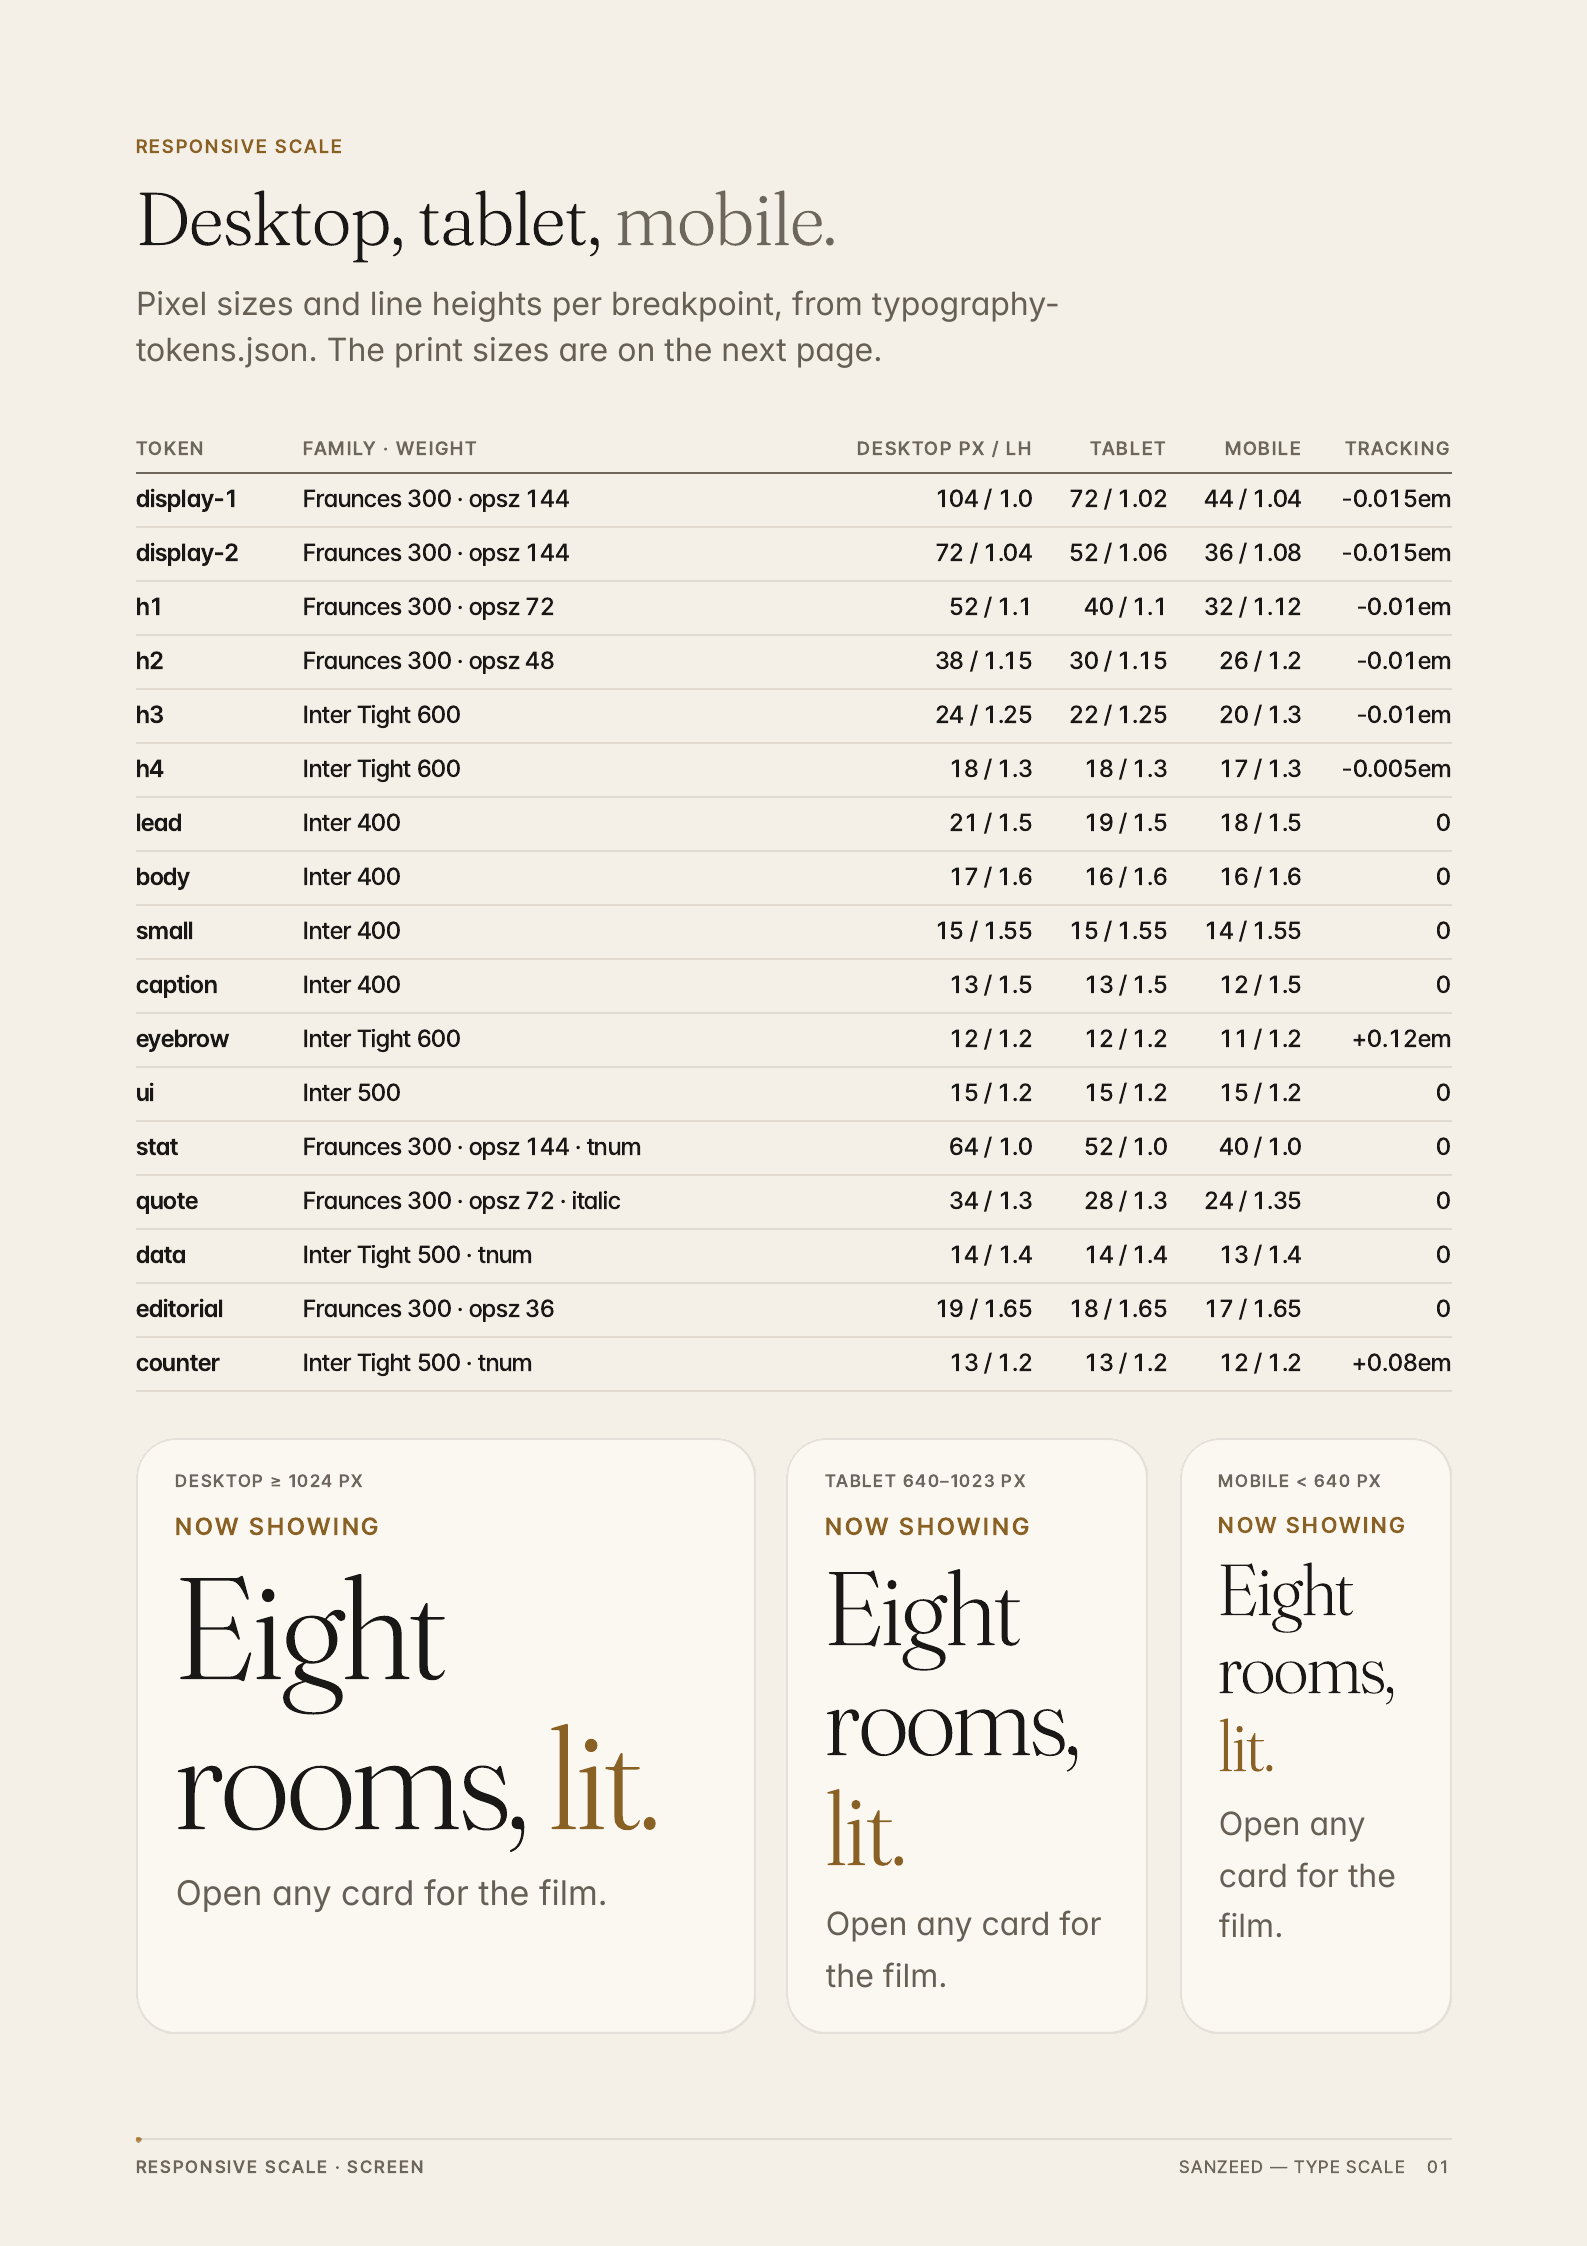 RESPONSIVE SCALE
Desktop, tablet, mobile.
Pixel sizes and line heights per breakpoint, from typography-
tokens.json. The print sizes are on the next page.
TOKEN FAMILY · WEIGHT DESKTOP PX / LH TABLET MOBILE TRACKING
display-1 Fraunces 300 · opsz 144 104 / 1.0 72 / 1.02 44 / 1.04 -0.015em
display-2 Fraunces 300 · opsz 144 72 / 1.04 52 / 1.06 36 / 1.08 -0.015em
h1 Fraunces 300 · opsz 72 52 / 1.1 40 / 1.1 32 / 1.12 -0.01em
h2 Fraunces 300 · opsz 48 38 / 1.15 30 / 1.15 26 / 1.2 -0.01em
h3 Inter Tight 600 24 / 1.25 22 / 1.25 20 / 1.3 -0.01em
h4 Inter Tight 600 18 / 1.3 18 / 1.3 17 / 1.3 -0.005em
lead Inter 400 21 / 1.5 19 / 1.5 18 / 1.5 0
body Inter 400 17 / 1.6 16 / 1.6 16 / 1.6 0
small Inter 400 15 / 1.55 15 / 1.55 14 / 1.55 0
caption Inter 400 13 / 1.5 13 / 1.5 12 / 1.5 0
eyebrow Inter Tight 600 12 / 1.2 12 / 1.2 11 / 1.2 +0.12em
ui Inter 500 15 / 1.2 15 / 1.2 15 / 1.2 0
stat Fraunces 300 · opsz 144 · tnum 64 / 1.0 52 / 1.0 40 / 1.0 0
quote Fraunces 300 · opsz 72 · italic 34 / 1.3 28 / 1.3 24 / 1.35 0
data Inter Tight 500 · tnum 14 / 1.4 14 / 1.4 13 / 1.4 0
editorial Fraunces 300 · opsz 36 19 / 1.65 18 / 1.65 17 / 1.65 0
counter Inter Tight 500 · tnum 13 / 1.2 13 / 1.2 12 / 1.2 +0.08em
DESKTOP ≥ 1024 PX
NOW SHOWING
Eight
rooms, lit.
Open any card for the film.
TABLET 640–1023 PX
NOW SHOWING
Eight
rooms,
lit.
Open any card for
the film.
MOBILE < 640 PX
NOW SHOWING
Eight
rooms,
lit.
Open any
card for the
film.
RESPONSIVE SCALE · SCREEN
SANZEED — TYPE SCALE 01